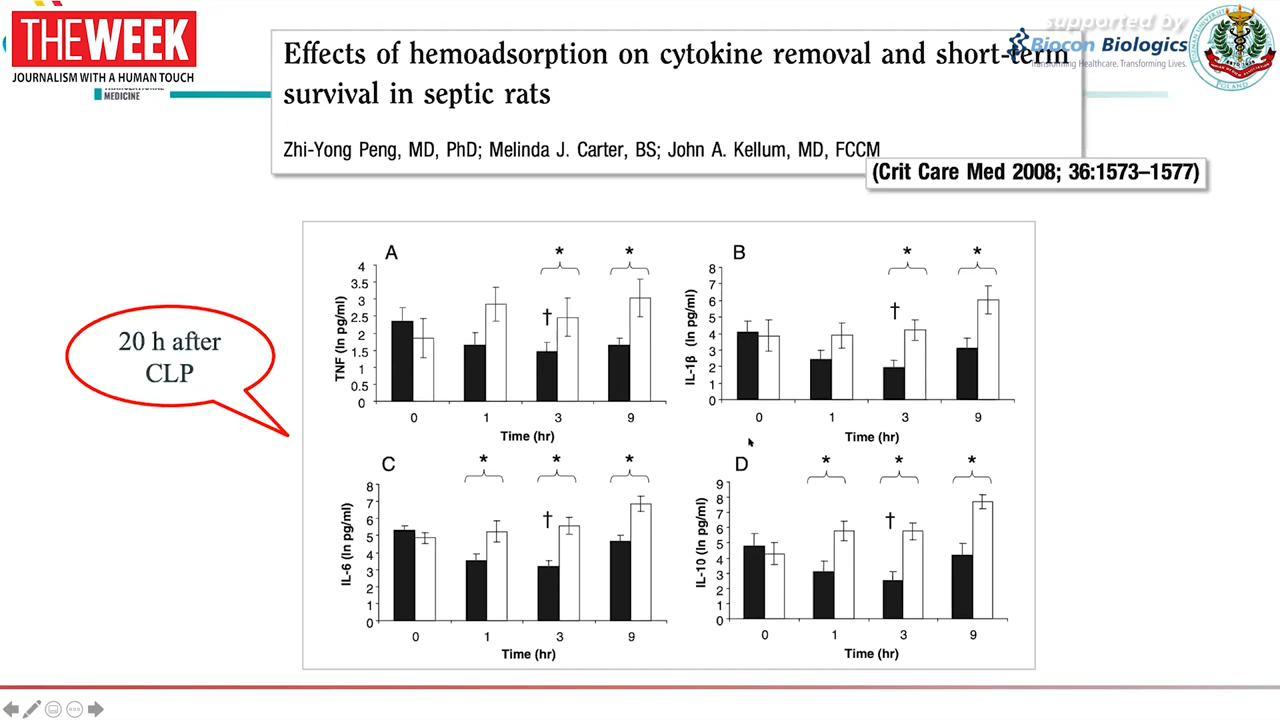 THE WEEK
JOURNALISM WITH A HUMAN TOUCH
MEDICINE
supported by
Biocon Biologics
Transforming Healthcare. Transforming Lives.
Effects of hemoadsorption on cytokine removal and short-term
survival in septic rats
Zhi-Yong Peng, MD, PhD; Melinda J. Carter, BS; John A. Kellum, MD, FCCM
(Crit Care Med 2008; 36:1573–1577)
20 h after
CLP
A
* *
†
TNF (ln pg/ml)
4
3.5
3
2.5
2
1.5
1
0.5
0
0 1 3 9
Time (hr)
B
* *
†
IL-1β (ln pg/ml)
8
7
6
5
4
3
2
1
0
0 1 3 9
Time (hr)
C
* * *
†
IL-6 (ln pg/ml)
8
7
6
5
4
3
2
1
0
0 1 3 9
Time (hr)
D
* * *
†
IL-10 (ln pg/ml)
9
8
7
6
5
4
3
2
1
0
0 1 3 9
Time (hr)